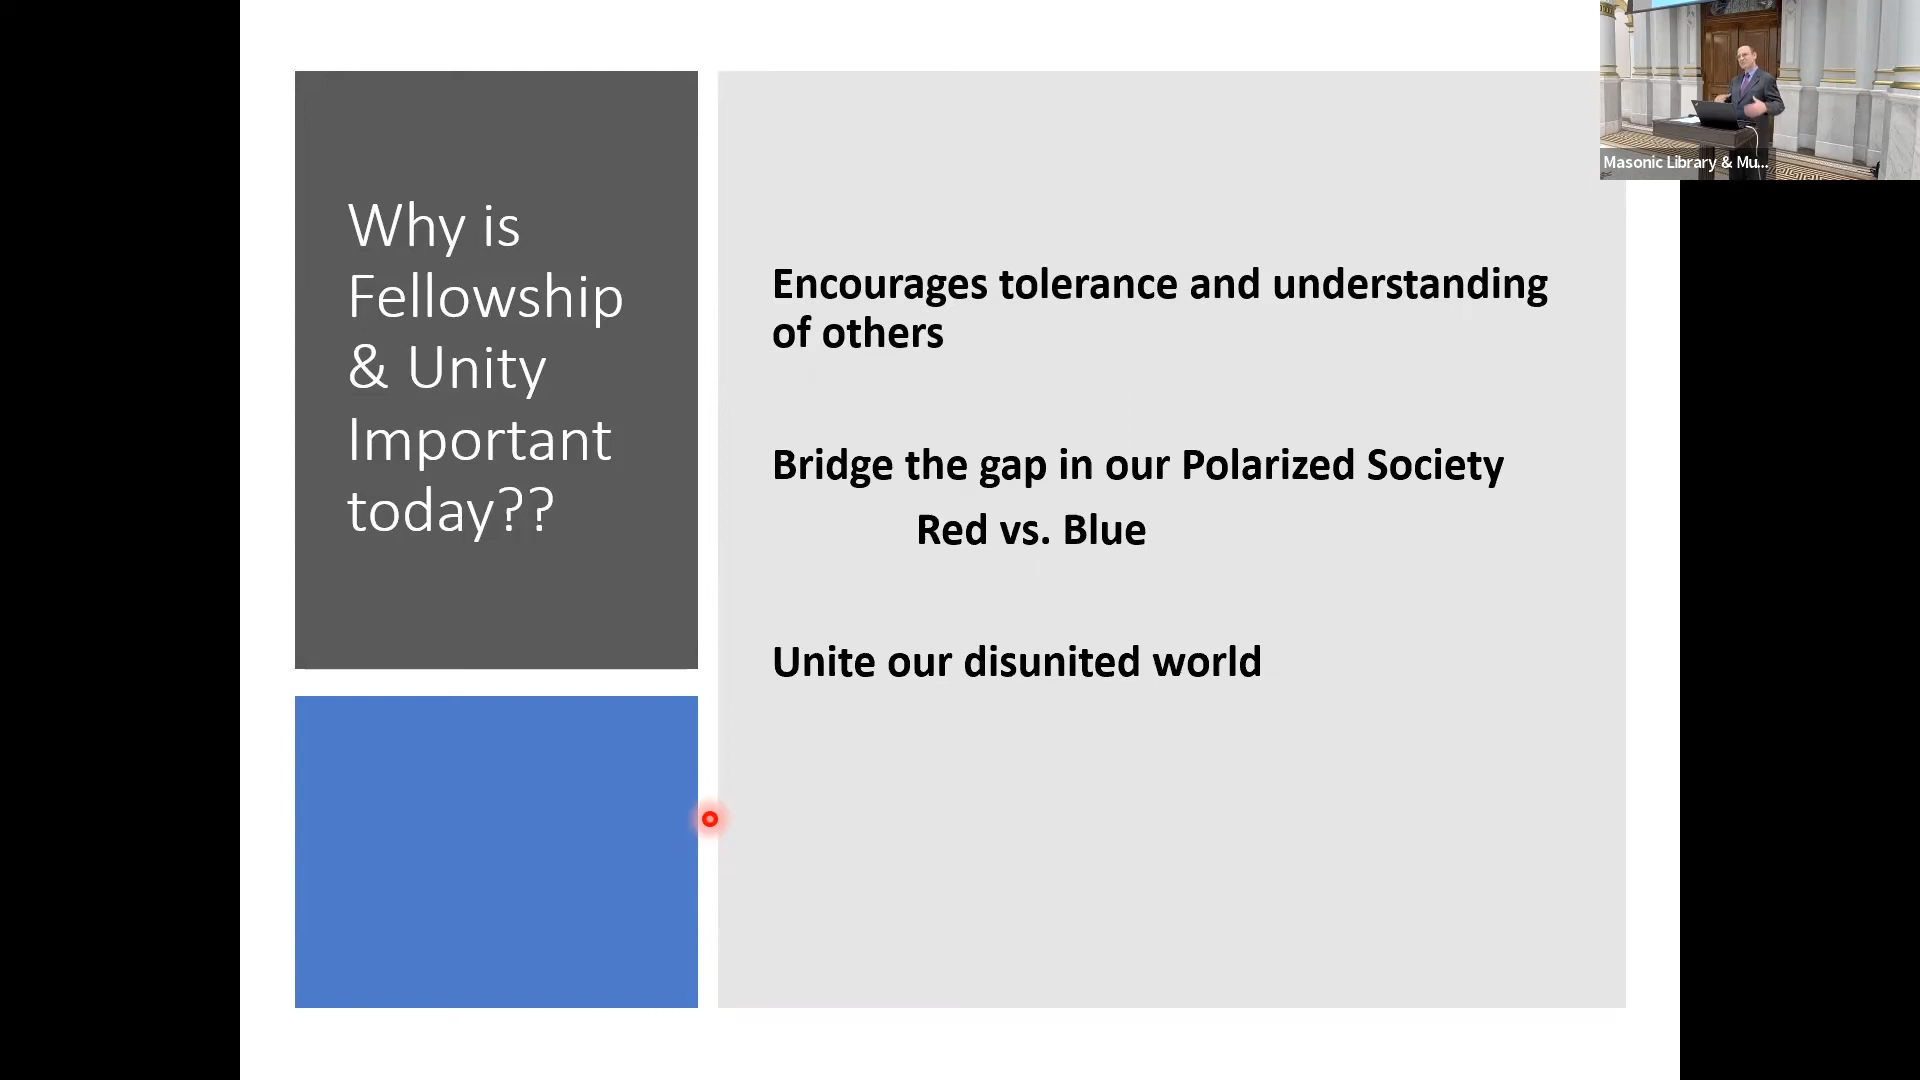 Why is
Fellowship
& Unity
Important
today??
Encourages tolerance and understanding
of others
Bridge the gap in our Polarized Society
Red vs. Blue
Unite our disunited world
Masonic Library & Mu...